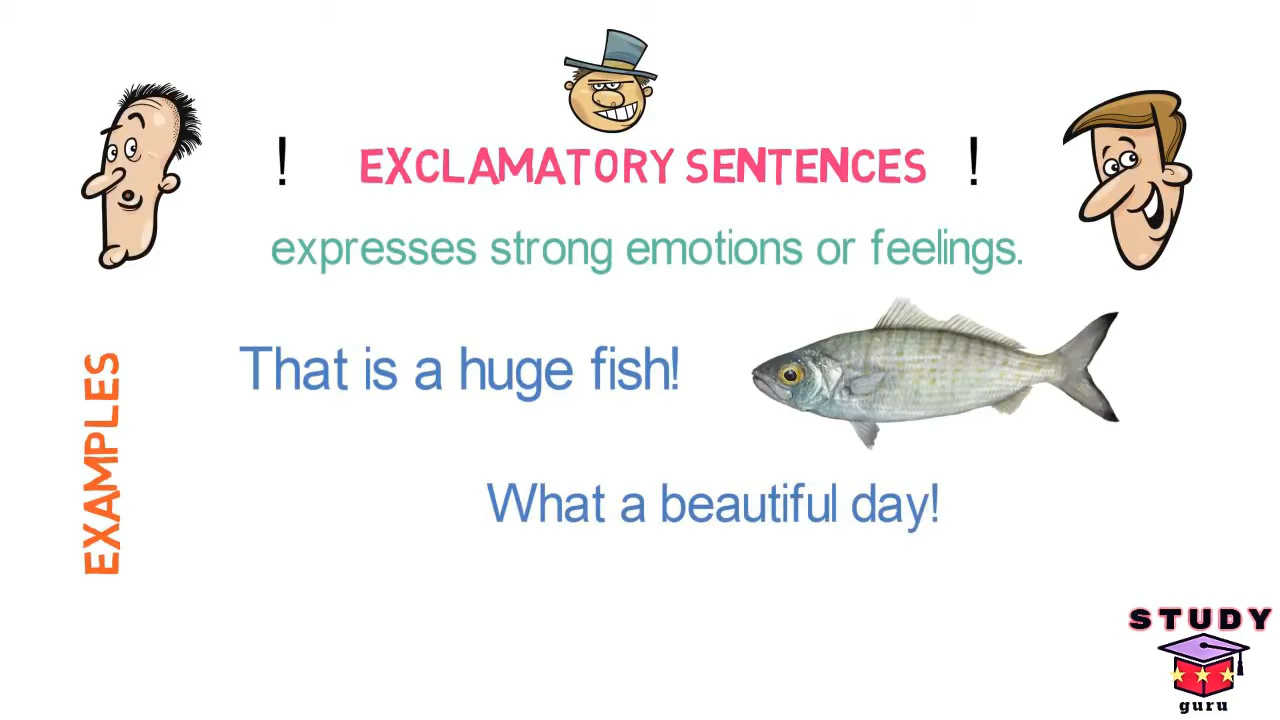 ! EXCLAMATORY SENTENCES !
expresses strong emotions or feelings.
EXAMPLES
That is a huge fish!
What a beautiful day!
STUDY
guru